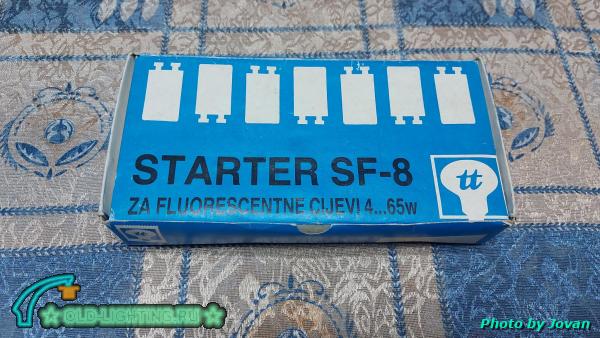 STARTER SF-8
tt
ZA FLUORESCENTNE CIJEVI 4...65w
OLD-LIGHTING.RU
Photo by Jovan